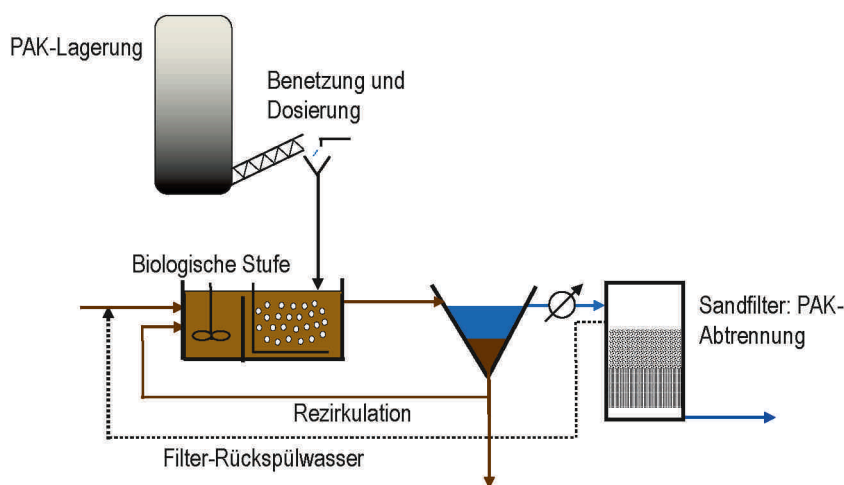 PAK-Lagerung
Benetzung und
Dosierung
Biologische Stufe
Sandfilter: PAK-
Abtrennung
Rezirkulation
Filter-Rückspülwasser